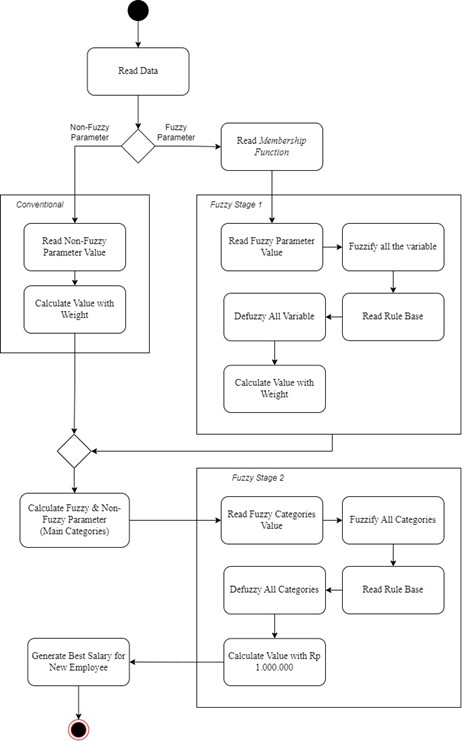 Read Data
Non-Fuzzy
Parameter
Fuzzy
Parameter
Read Membership
Function
Conventional
Read Non-Fuzzy
Parameter Value
Calculate Value with
Weight
Fuzzy Stage 1
Read Fuzzy Parameter
Value
Fuzzify all the variable
Defuzzy All Variable
Read Rule Base
Calculate Value with
Weight
Calculate Fuzzy & Non-
Fuzzy Parameter
(Main Categories)
Fuzzy Stage 2
Read Fuzzy Categories
Value
Fuzzify All Categories
Defuzzy All Categories
Read Rule Base
Calculate Value with Rp
1.000.000
Generate Best Salary for
New Employee